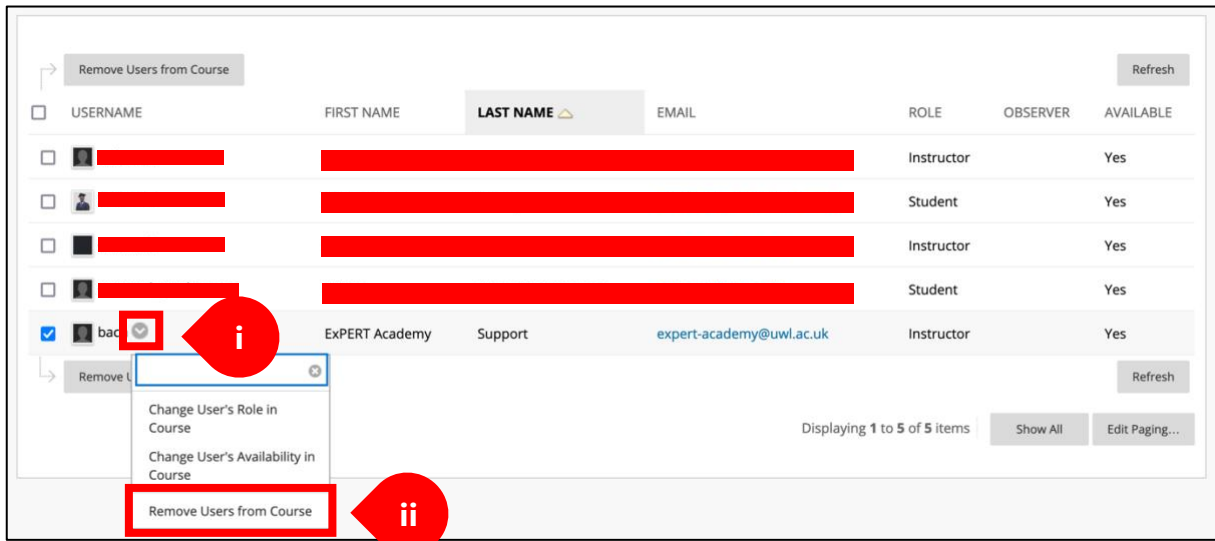 Remove Users from Course Refresh
USERNAME FIRST NAME LAST NAME EMAIL ROLE OBSERVER AVAILABLE
Instructor Yes
Student Yes
Instructor Yes
Student Yes
i ExPERT Academy Support expert-academy@uwl.ac.uk Instructor Yes
Remove Refresh
Change User's Role in
Course
Displaying 1 to 5 of 5 items Show All Edit Paging...
Change User's Availability in
Course
Remove Users from Course ii